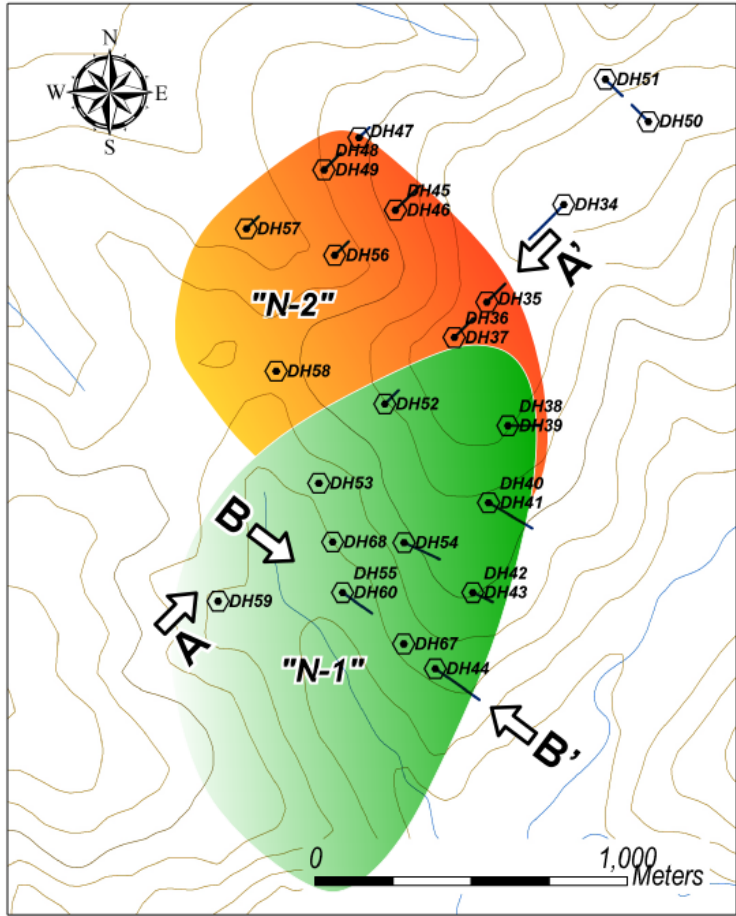 N
W E
S
DH51
DH50
DH47
DH48
DH49
DH45
DH46
DH34
DH57
DH56
A'
"N-2"
DH35
DH36
DH37
DH58
DH52
DH38
DH39
DH53
DH40
DH41
B
DH68
DH54
DH55
DH60
DH42
DH43
DH59
A
DH67
"N-1"
DH44
B'
0 1,000
Meters